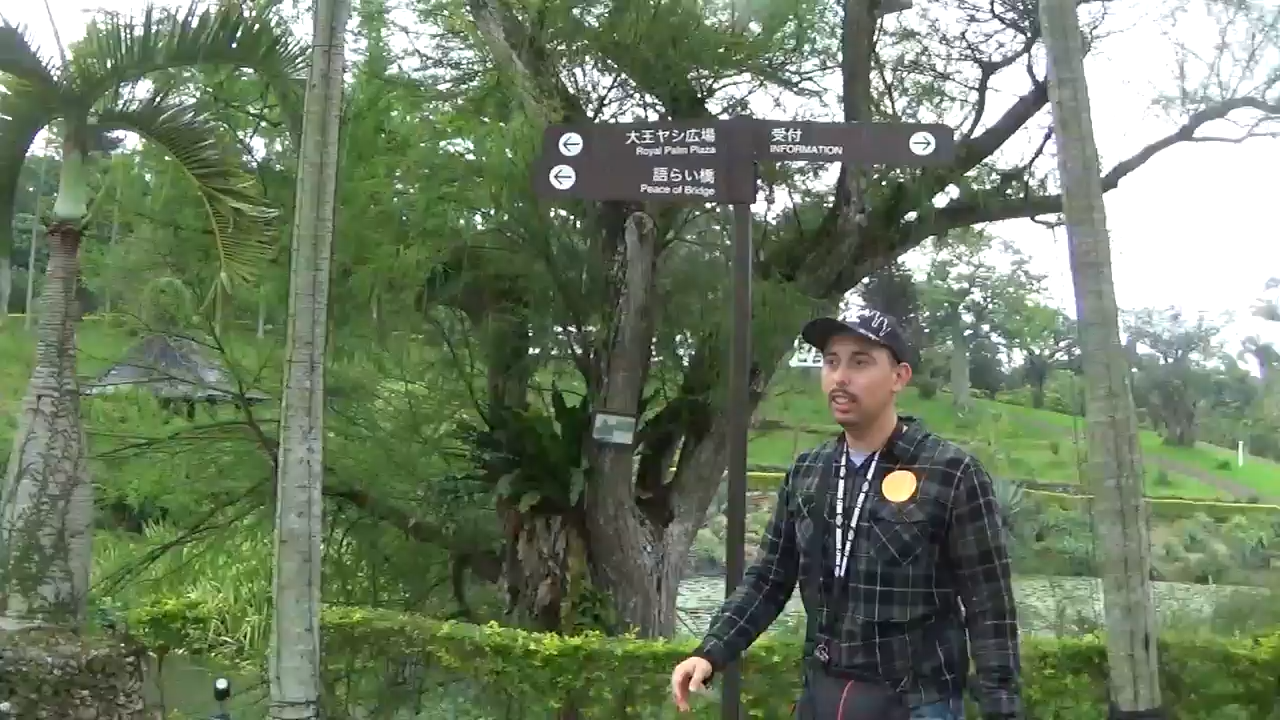 大王ヤシ広場
Royal Palm Plaza
語らい橋
Peace of Bridge
受付
INFORMATION